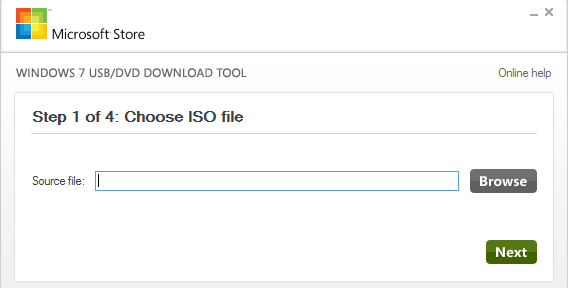 Microsoft Store
WINDOWS 7 USB/DVD DOWNLOAD TOOL
Online help
Step 1 of 4: Choose ISO file
Source file:
Browse
Next